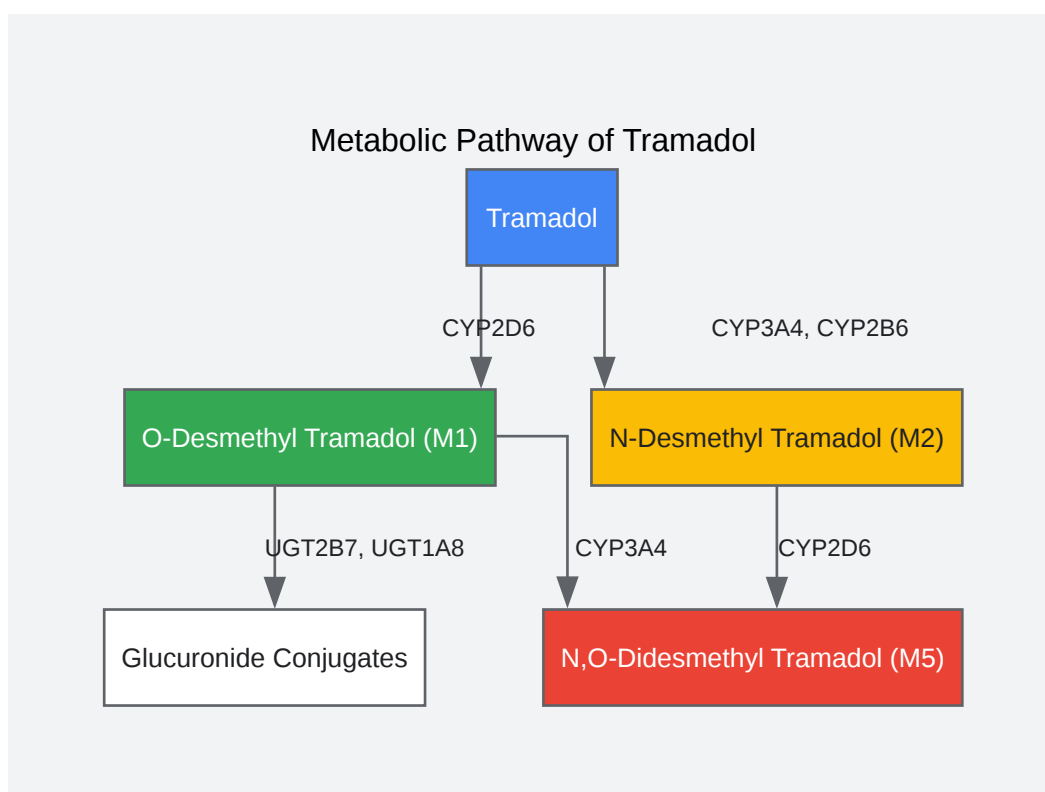 Metabolic Pathway of Tramadol
Tramadol
CYP2D6
CYP3A4, CYP2B6
O-Desmethyl Tramadol (M1)
N-Desmethyl Tramadol (M2)
UGT2B7, UGT1A8
CYP3A4
CYP2D6
Glucuronide Conjugates
N,O-Didesmethyl Tramadol (M5)